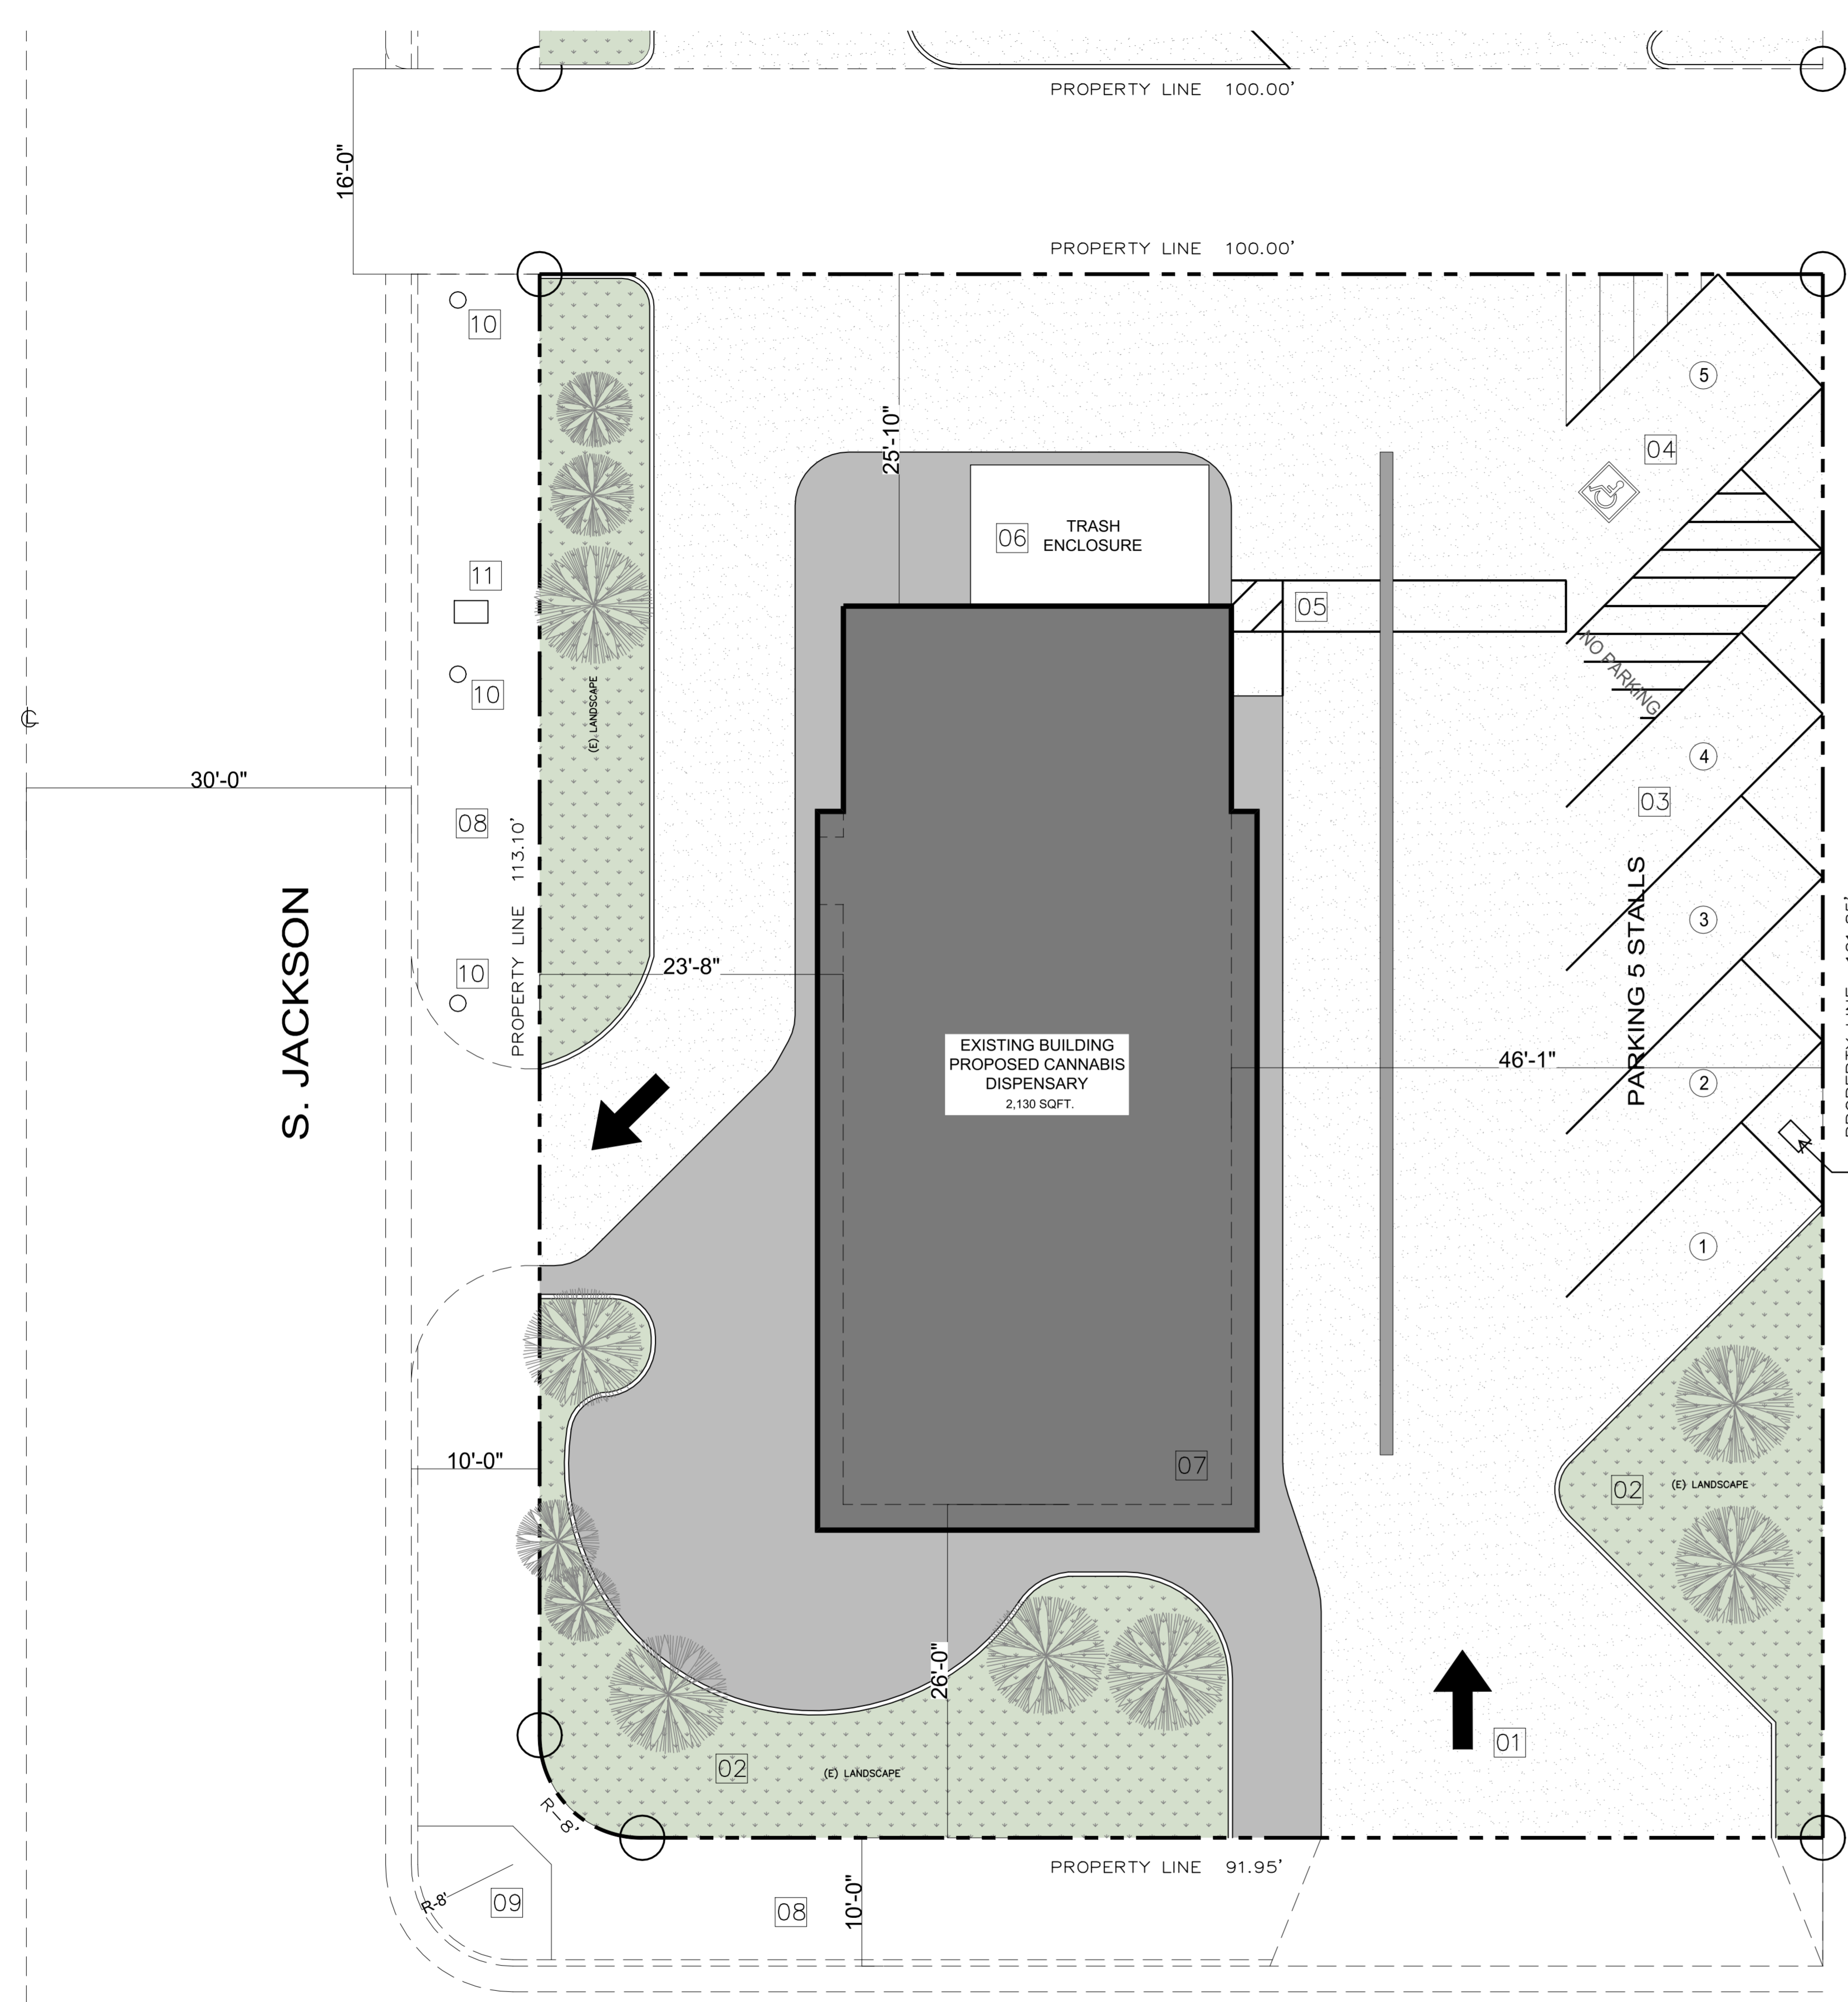 PROPERTY LINE 100.00'
16'-0"
PROPERTY LINE 100.00'
10
5
25'-10"
04
06
TRASH
ENCLOSURE
11
05
NO PARKING
10
(E) LANDSCAPE
℄
4
30'-0"
03
08
PROPERTY LINE 113.10'
S. JACKSON
3
PARKING 5 STALLS
10
23'-8"
EXISTING BUILDING
PROPOSED CANNABIS
DISPENSARY
2,130 SQFT.
46'-1"
2
1
10'-0"
07
02
(E) LANDSCAPE
26'-0"
01
02
(E) LANDSCAPE
R-8'
PROPERTY LINE 91.95'
R-8'
09
08
10'-0"